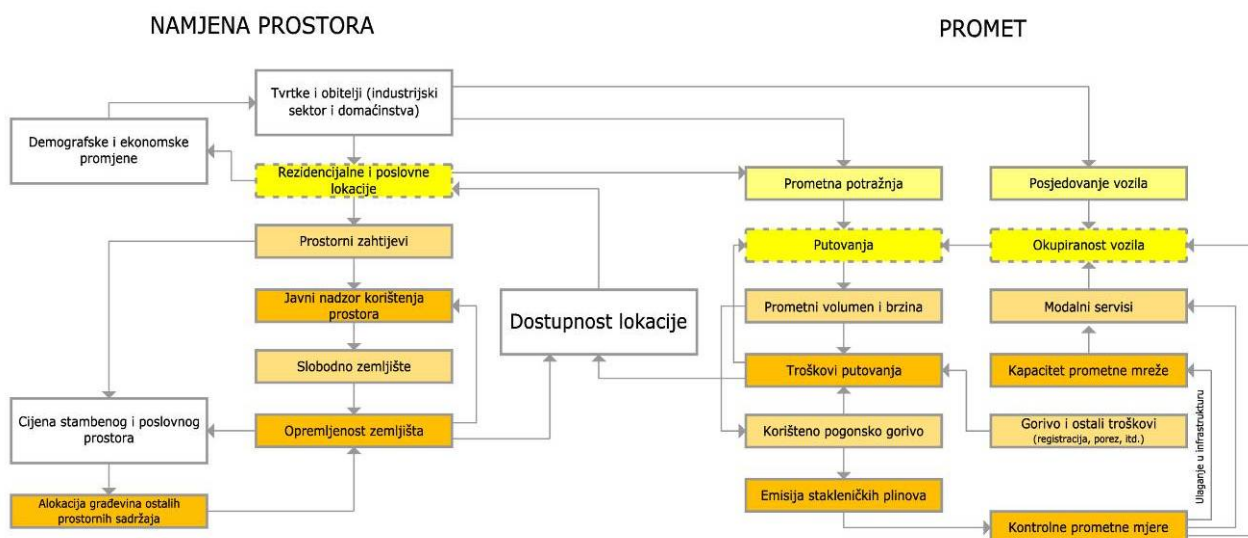 NAMJENA PROSTORA
PROMET
Tvrtke i obitelji (industrijski
sektor i domaćinstva)
Demografske i ekonomske
promjene
Rezidencijalne i poslovne
lokacije
Prometna potražnja
Posjedovanje vozila
Prostorni zahtijevi
Putovanja
Okupiranost vozila
Javni nadzor korištenja
prostora
Dostupnost lokacije
Prometni volumen i brzina
Modalni servisi
Slobodno zemljište
Troškovi putovanja
Kapacitet prometne mreže
Cijena stambenog i poslovnog
prostora
Opremljenost zemljišta
Korišteno pogonsko gorivo
Gorivo i ostali troškovi
(registracija, porez, itd.)
Ulaganje u infrastrukturu
Alokacija građevina ostalih
prostornih sadržaja
Emisija stakleničkih plinova
Kontrolne prometne mjere